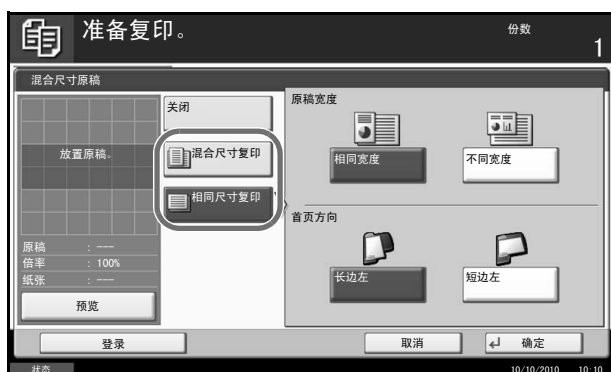 准备复印。
份数
1
混合尺寸原稿
放置原稿。
原稿 : ---
倍率 : 100%
纸张 : ---
预览
关闭
混合尺寸复印
相同尺寸复印
原稿宽度
相同宽度
不同宽度
首页方向
长边左
短边左
登录
取消
确定
状态
10/10/2010 10:10